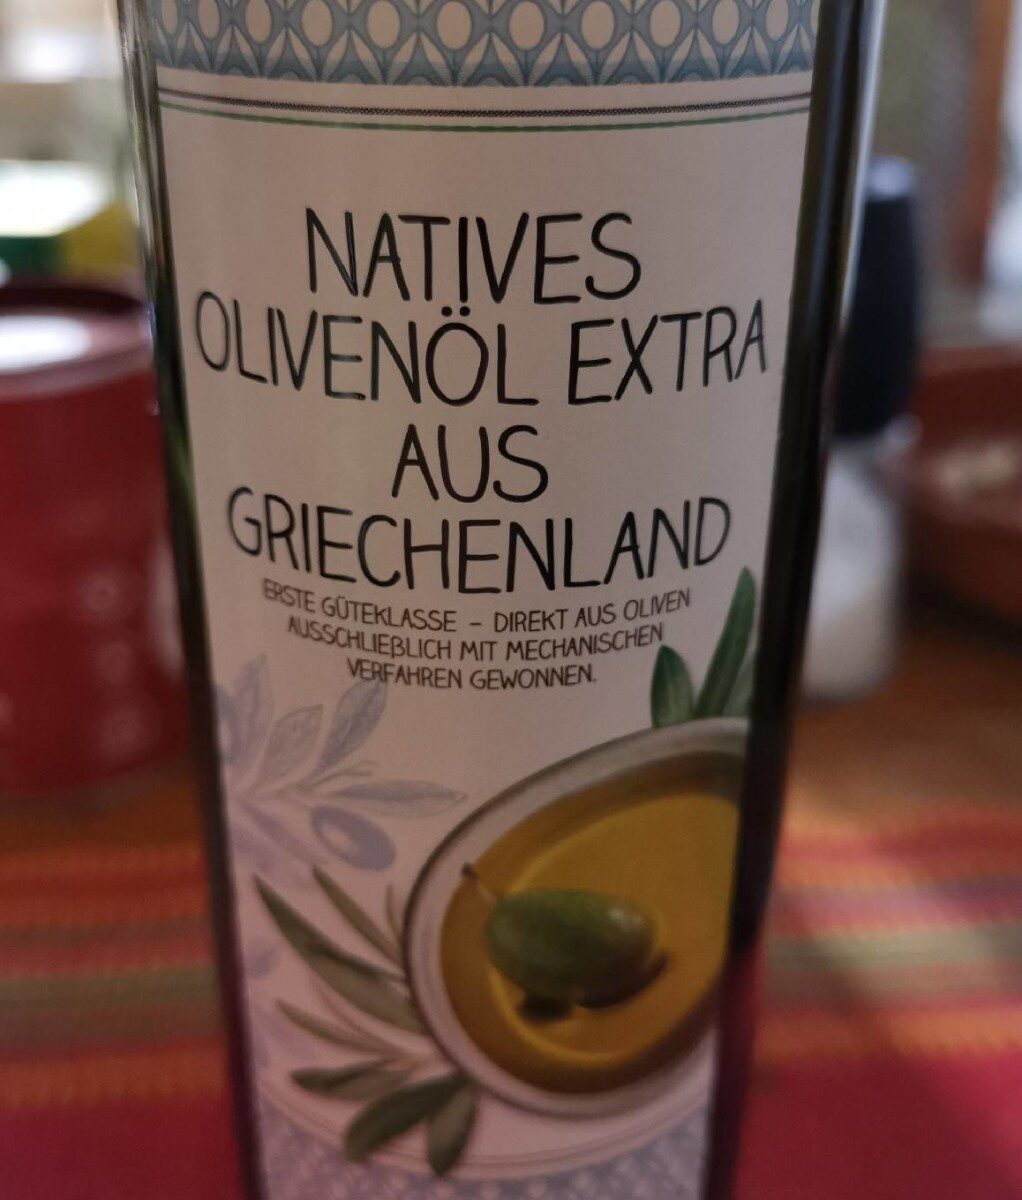 NATIVES
OLIVENÖL EXTRA
AUS
GRIECHENLAND
ERSTE GÜTEKLASSE – DIREKT AUS OLIVEN
AUSSCHLIEßLICH MIT MECHANISCHEN
VERFAHREN GEWONNEN.